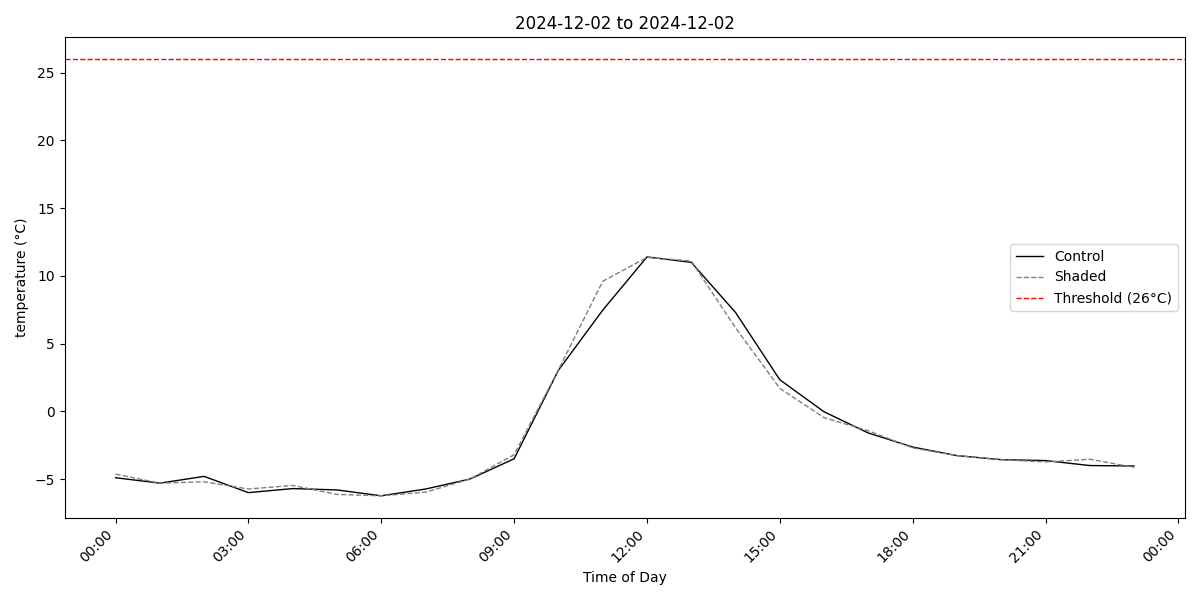 2024-12-02 to 2024-12-02
temperature (°C)
25
20
15
10
5
0
−5
Control
Shaded
Threshold (26°C)
00:00
03:00
06:00
09:00
12:00
15:00
18:00
21:00
00:00
Time of Day